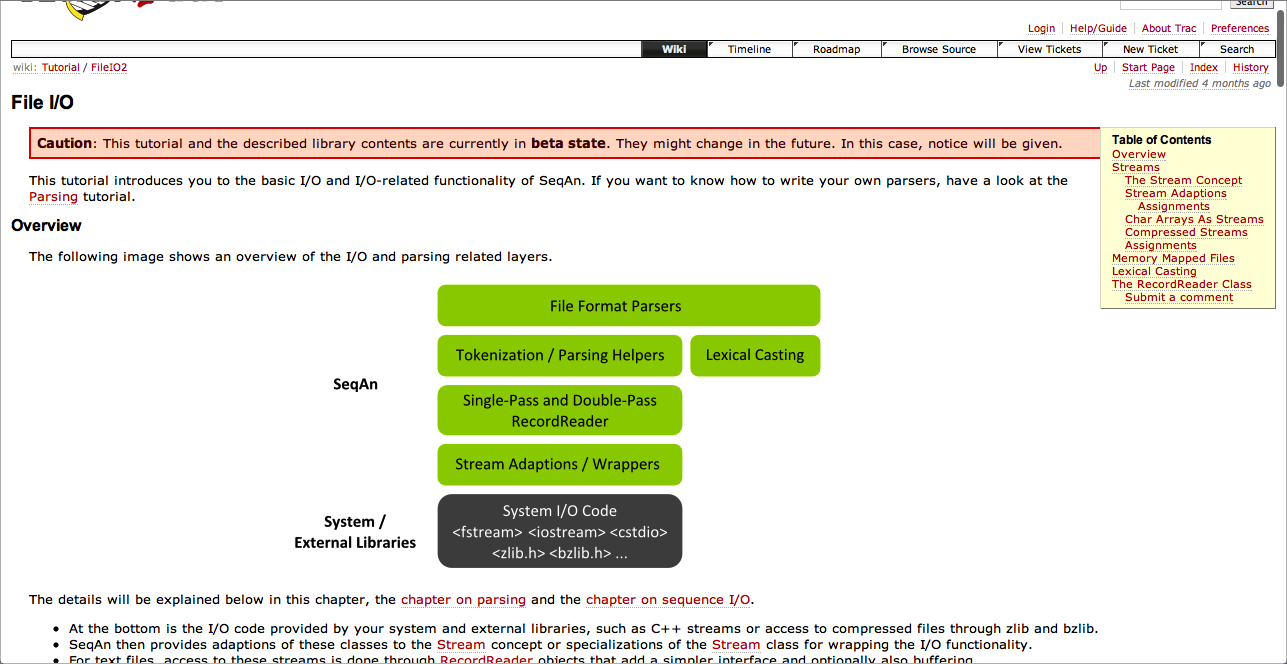 Search
Login Help/Guide About Trac Preferences
Wiki Timeline Roadmap Browse Source View Tickets New Ticket Search
wiki: Tutorial / FileIO2
Up Start Page Index History
Last modified 4 months ago
File I/O
Caution: This tutorial and the described library contents are currently in beta state. They might change in the future. In this case, notice will be given.
Table of Contents
Overview
Streams
The Stream Concept
Stream Adaptions
Assignments
Char Arrays As Streams
Compressed Streams
Assignments
Memory Mapped Files
Lexical Casting
The RecordReader Class
Submit a comment
This tutorial introduces you to the basic I/O and I/O-related functionality of SeqAn. If you want to know how to write your own parsers, have a look at the
Parsing tutorial.
Overview
The following image shows an overview of the I/O and parsing related layers.
File Format Parsers
Tokenization / Parsing Helpers Lexical Casting
SeqAn
Single-Pass and Double-Pass
RecordReader
Stream Adaptions / Wrappers
System /
External Libraries
System I/O Code
<fstream> <iostream> <cstdio>
<zlib.h> <bzlib.h> ...
The details will be explained below in this chapter, the chapter on parsing and the chapter on sequence I/O.
• At the bottom is the I/O code provided by your system and external libraries, such as C++ streams or access to compressed files through zlib and bzlib.
• SeqAn then provides adaptions of these classes to the Stream concept or specializations of the Stream class for wrapping the I/O functionality.
• For text files, access to these streams is done through RecordReader objects that add a simpler interface and optionally also buffering.